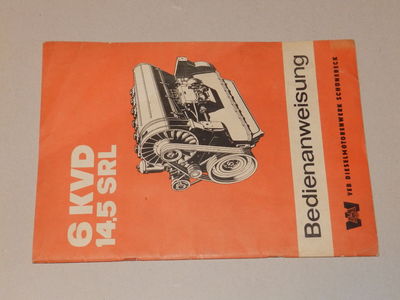 6 KVD
14,5 SRL
Bedienanweisung
VEB DIESELMOTORENWERK SCHÖNEBECK